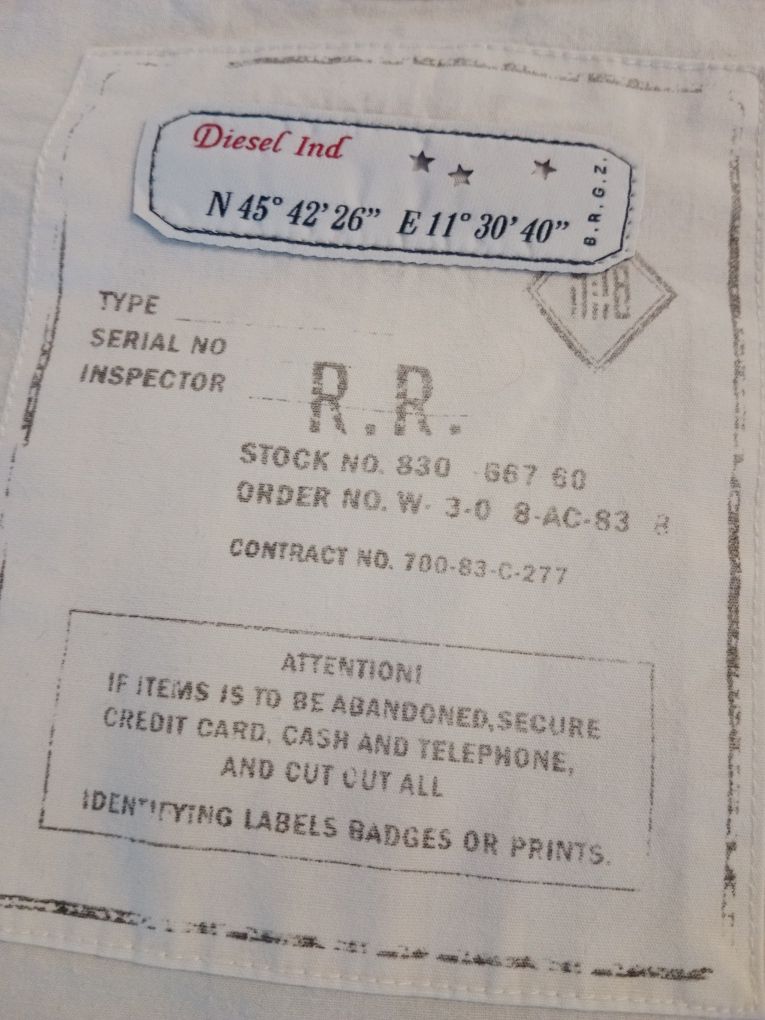 Diesel Ind
N 45° 42' 26” E 11° 30' 40”
B.R.G.Z.
TYPE
SERIAL NO
INSPECTOR
R.R.
STOCK NO. 830 -667 60
ORDER NO. W- 3-0 8-AC-83 8
CONTRACT NO. 700-83-C-277
ATTENTION!
IF ITEMS IS TO BE ABANDONED,SECURE
CREDIT CARD, CASH AND TELEPHONE,
AND CUT OUT ALL
IDENTIFYING LABELS BADGES OR PRINTS.